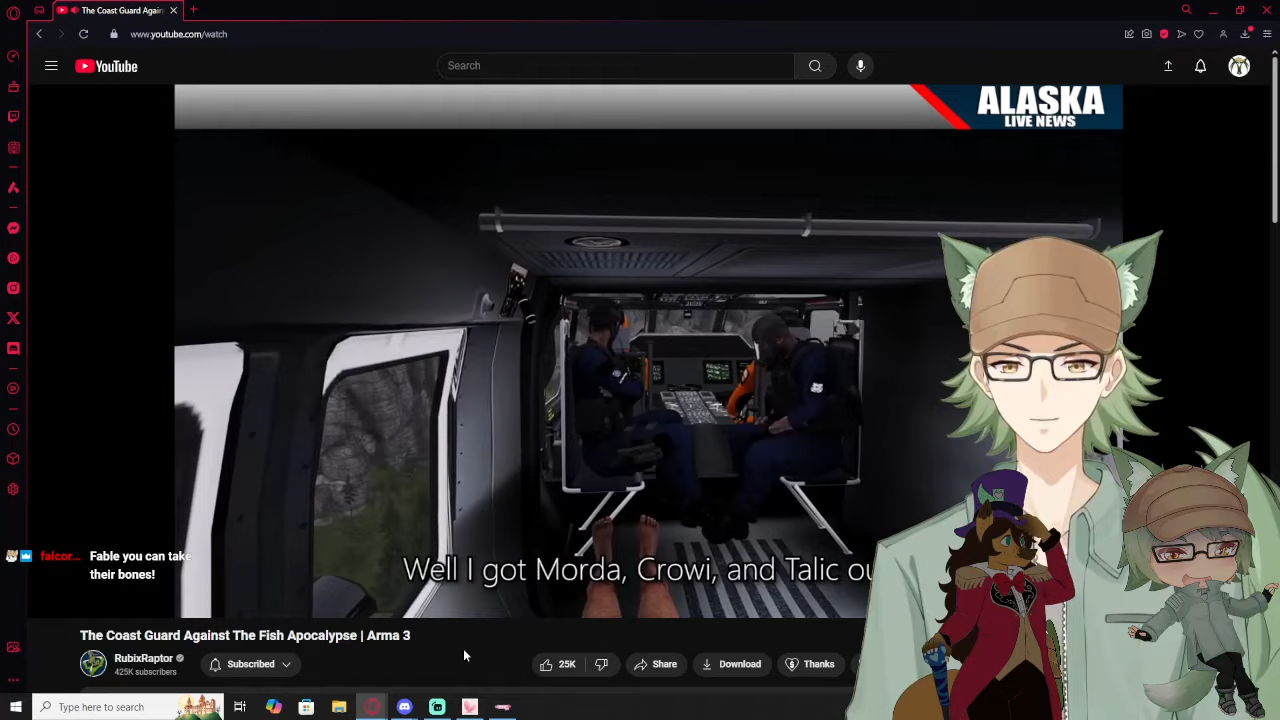 The Coast Guard Again
www.youtube.com/watch
YouTube
Search
ALASKA
LIVE NEWS
falcor... Fable you can take
their bones!
Well I got Morda, Crowi, and Talic ou
The Coast Guard Against The Fish Apocalypse | Arma 3
RubixRaptor
425K subscribers
Subscribed
25K
Share
Download
Thanks
Type here to search